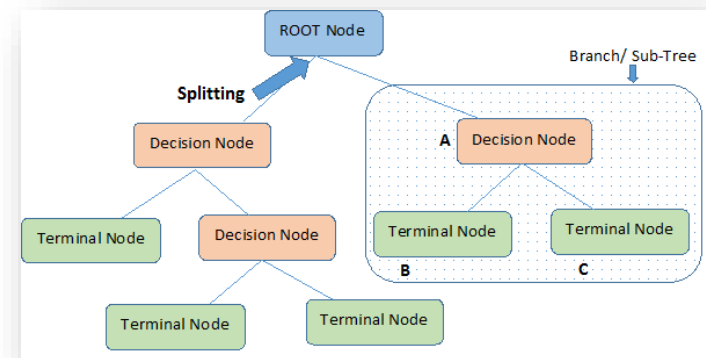 ROOT Node
Branch/ Sub-Tree
Splitting
A
Decision Node
Decision Node
Terminal Node
Decision Node
Terminal Node
Terminal Node
B
C
Terminal Node
Terminal Node